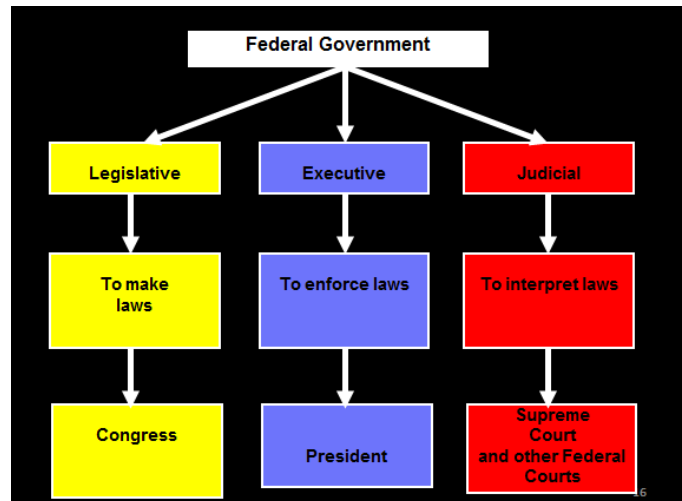 Federal Government
Legislative
Executive
Judicial
To make
laws
To enforce laws
To interpret laws
Congress
President
Supreme
Court
and other Federal
Courts
16